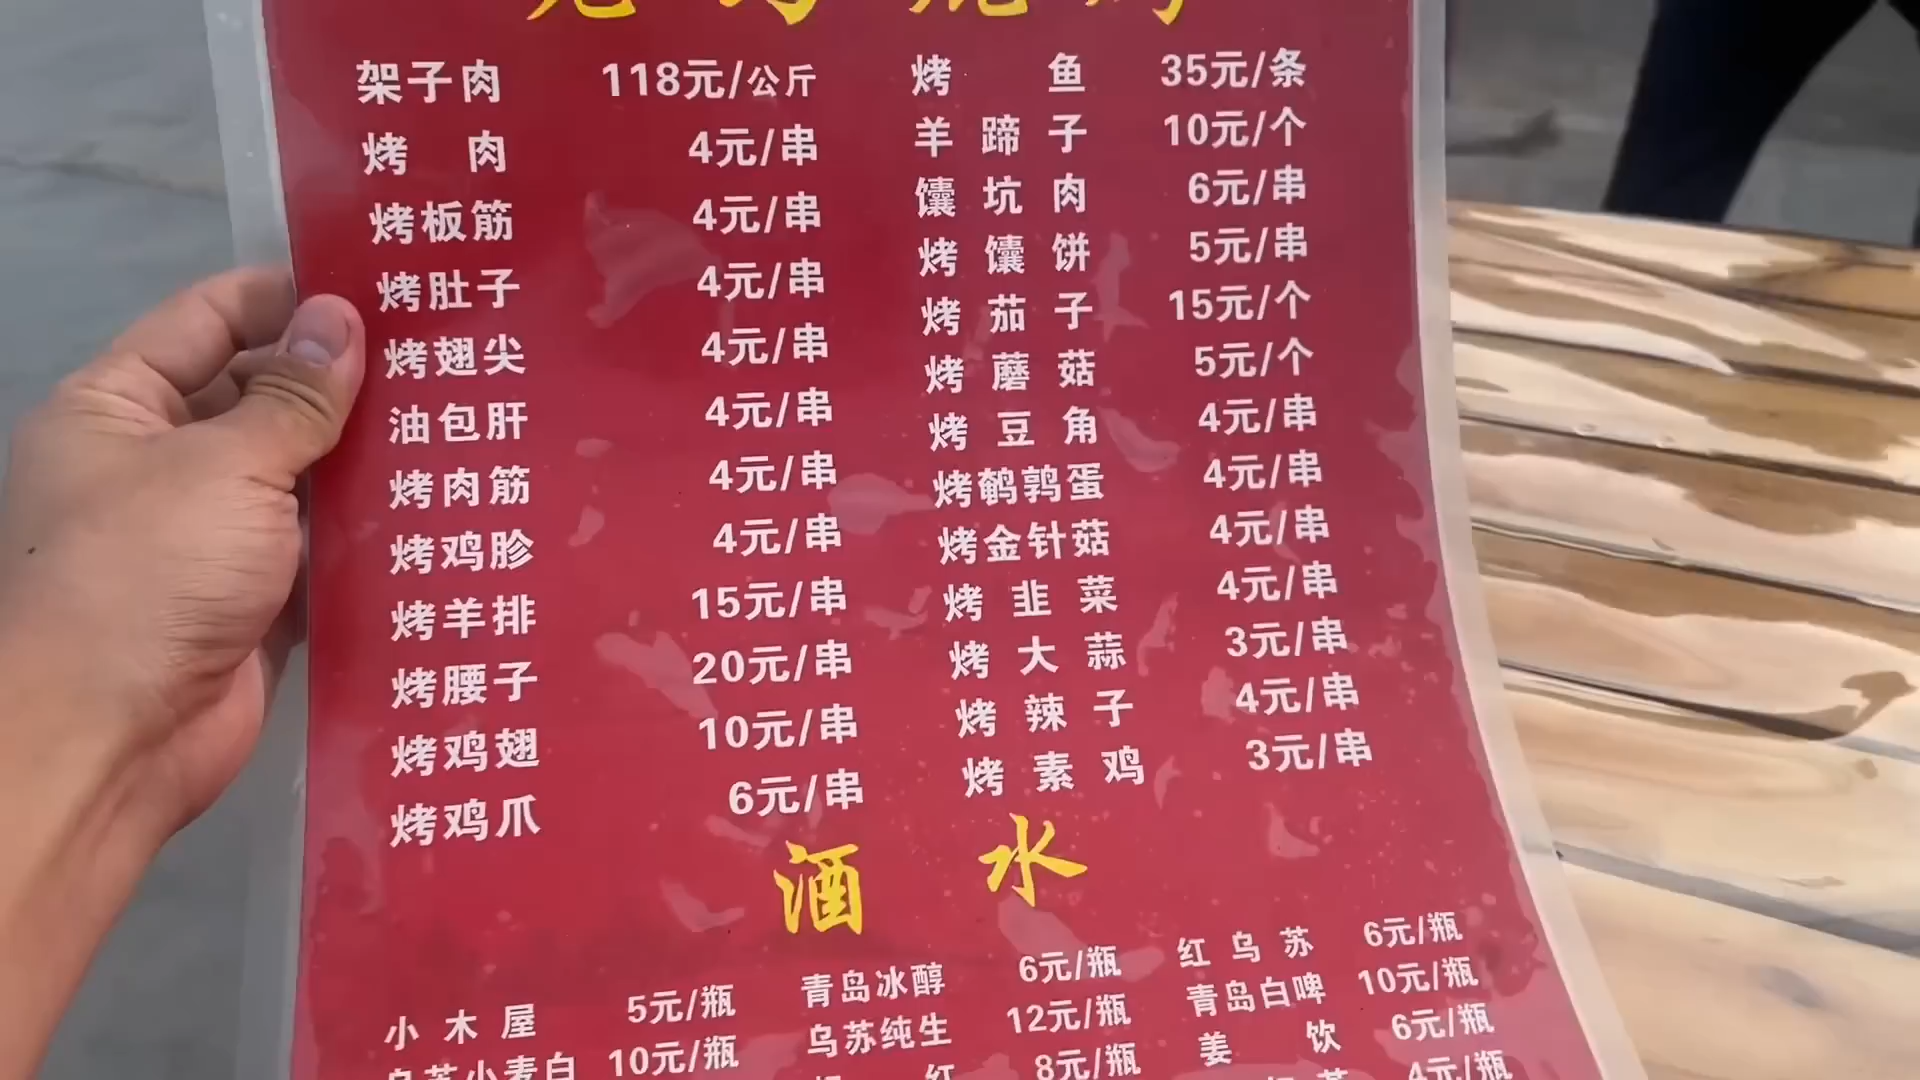 架子肉 118元/公斤
烤肉 4元/串
烤板筋 4元/串
烤肚子 4元/串
烤翅尖 4元/串
油包肝 4元/串
烤肉筋 4元/串
烤鸡胗 4元/串
烤羊排 15元/串
烤腰子 20元/串
烤鸡翅 10元/串
烤鸡爪 6元/串
烤鱼 35元/条
羊蹄子 10元/个
馕坑肉 6元/串
烤馕饼 5元/串
烤茄子 15元/个
烤蘑菇 5元/个
烤豆角 4元/串
烤鹌鹑蛋 4元/串
烤金针菇 4元/串
烤韭菜 4元/串
烤大蒜 3元/串
烤辣子 4元/串
烤素鸡 3元/串
酒水
小木屋 5元/瓶
10元/瓶
青岛冰醇 6元/瓶
乌苏纯生 12元/瓶
红 8元/瓶
红乌苏 6元/瓶
青岛白啤 10元/瓶
姜饮 6元/瓶
4元/瓶